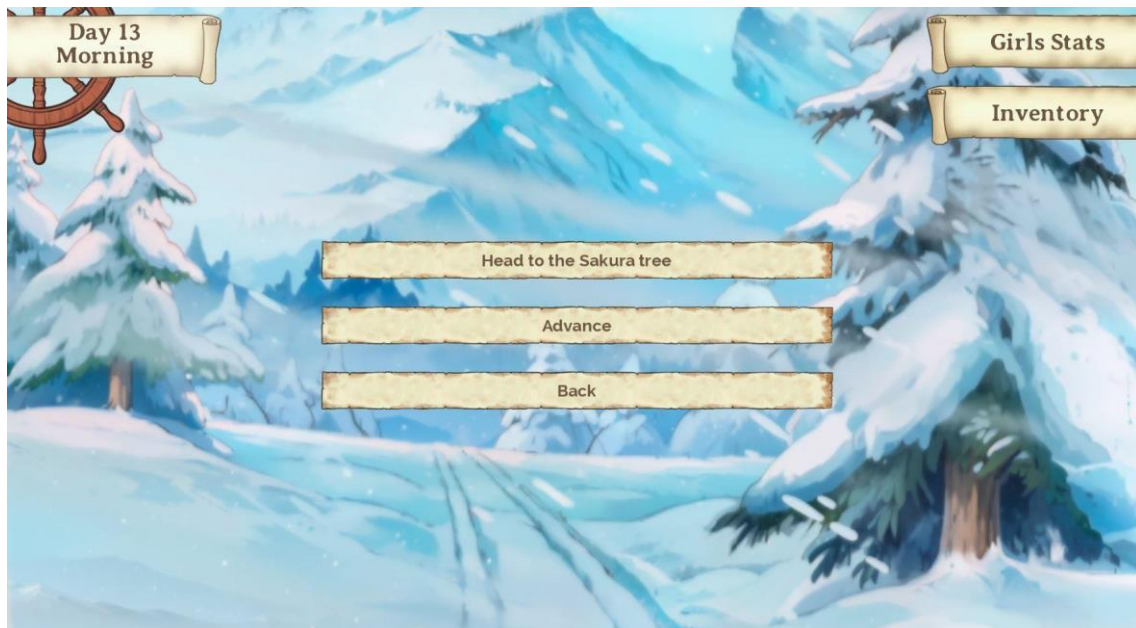 Day 13
Morning
Girls Stats
Inventory
Head to the Sakura tree
Advance
Back